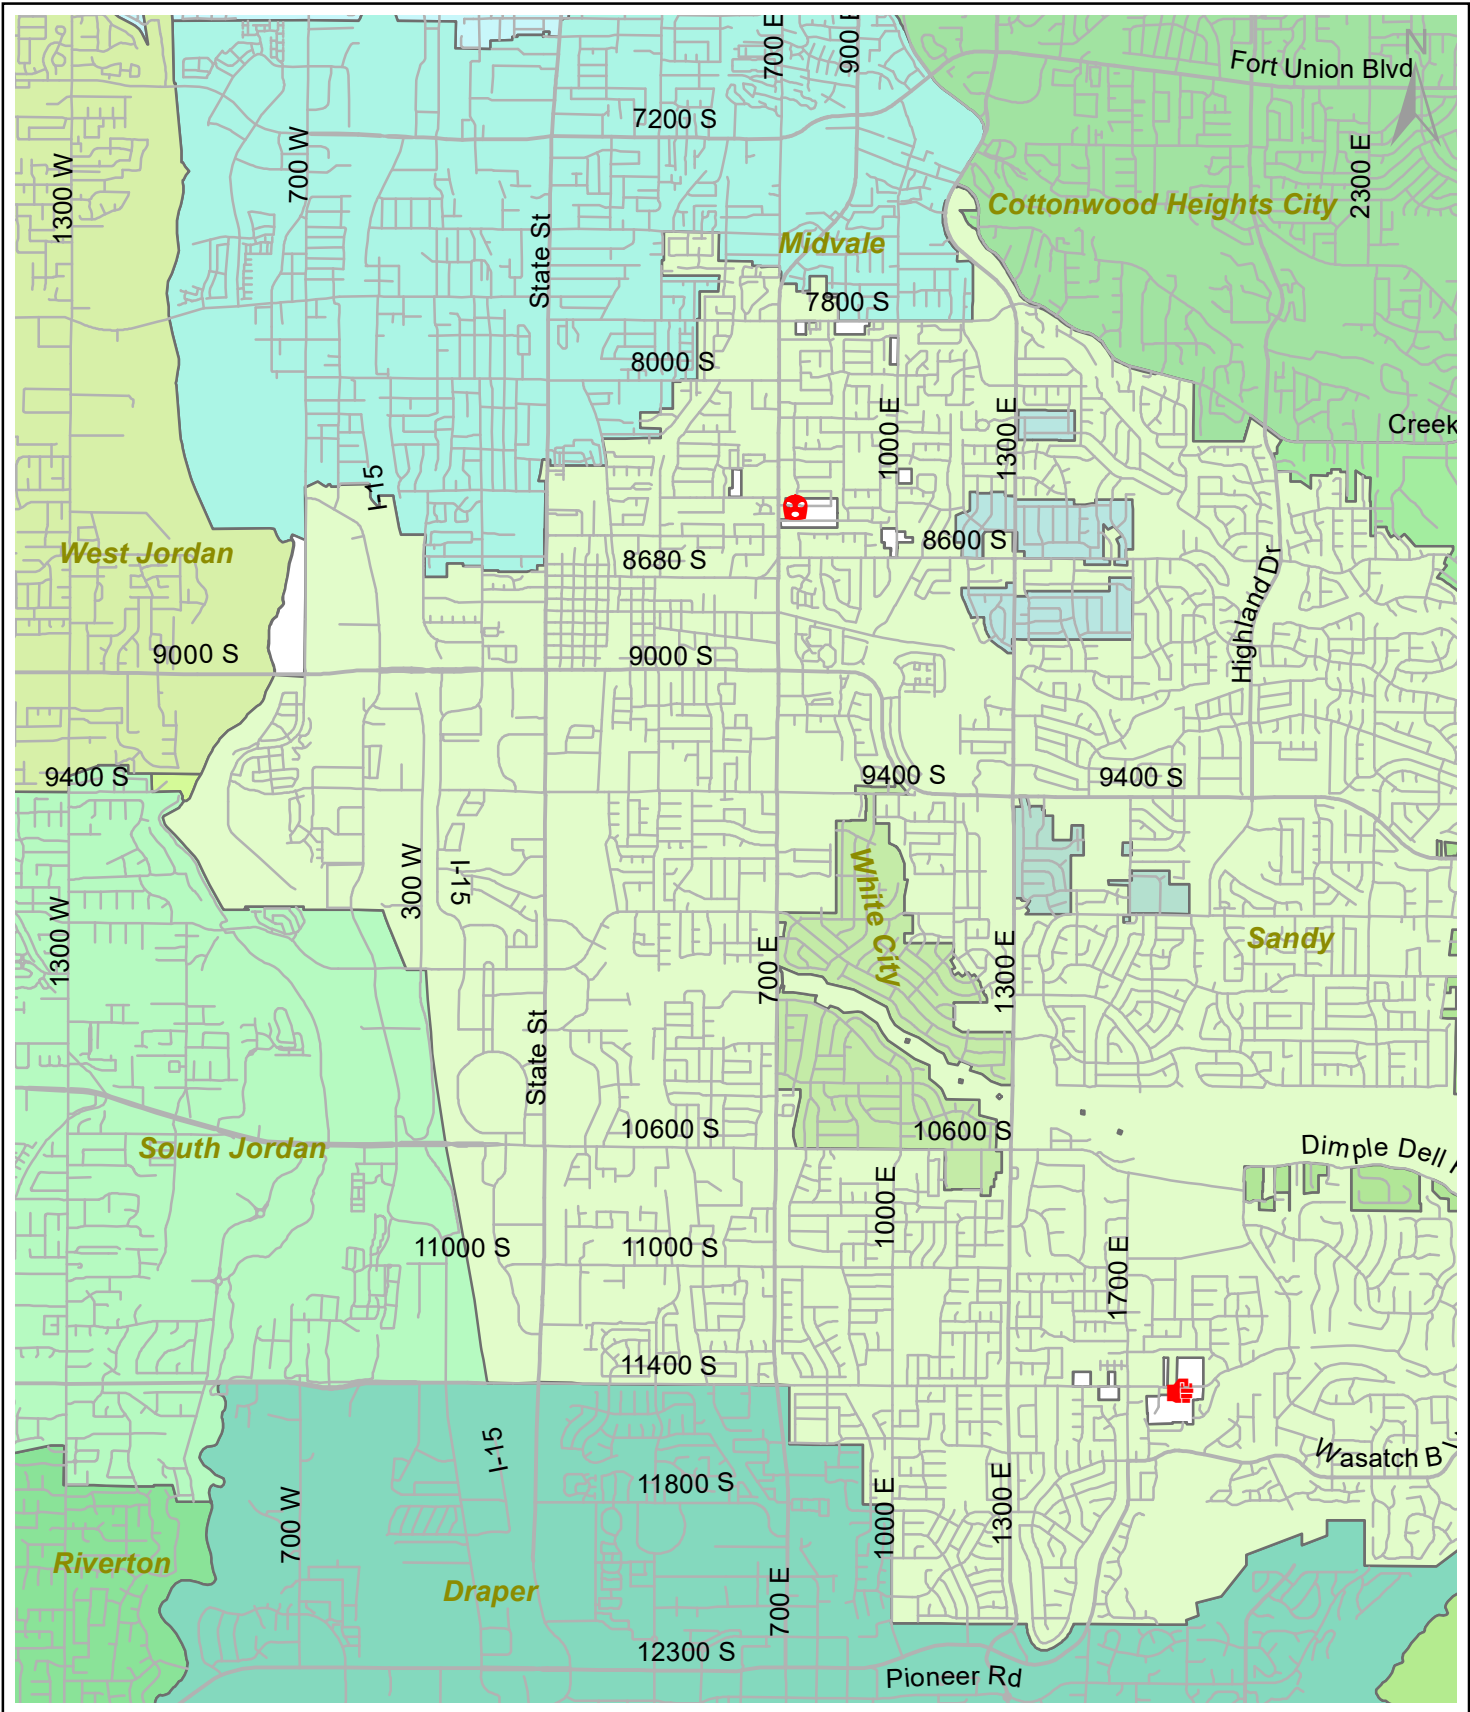 700 E
900 E
N
Fort Union Blvd
7200 S
700 W
1300 W
2300 E
Cottonwood Heights City
State St
Midvale
7800 S
8000 S
1000 E
1300 E
Creek
I-15
West Jordan
8680 S
8600 S
Highland Dr
9000 S
9000 S
9400 S
9400 S
9400 S
300 W
I-15
White City
1300 W
700 E
1300 E
Sandy
State St
10600 S
10600 S
South Jordan
Dimple Dell
1000 E
11000 S
11000 S
1700 E
11400 S
I-15
Wasatch B
11800 S
700 W
1000 E
1300 E
Riverton
Draper
700 E
12300 S
Pioneer Rd